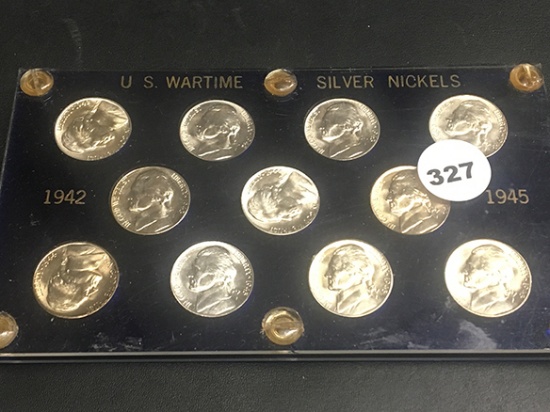 U.S. WARTIME SILVER NICKELS
327
1942 1945